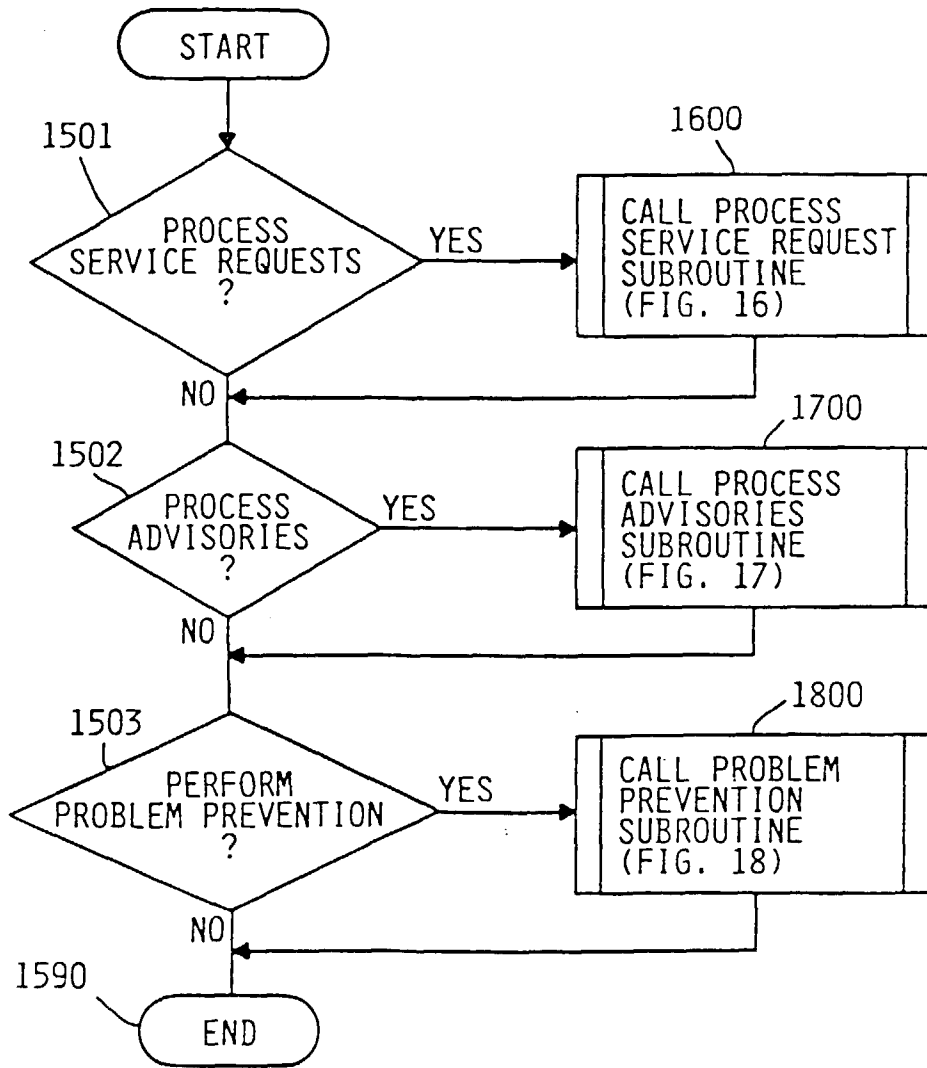 START
1501
PROCESS
SERVICE REQUESTS
?
YES
1600
CALL PROCESS
SERVICE REQUEST
SUBROUTINE
(FIG. 16)
NO
1502
PROCESS
ADVISORIES
?
YES
1700
CALL PROCESS
ADVISORIES
SUBROUTINE
(FIG. 17)
NO
1503
PERFORM
PROBLEM PREVENTION
?
YES
1800
CALL PROBLEM
PREVENTION
SUBROUTINE
(FIG. 18)
NO
1590
END